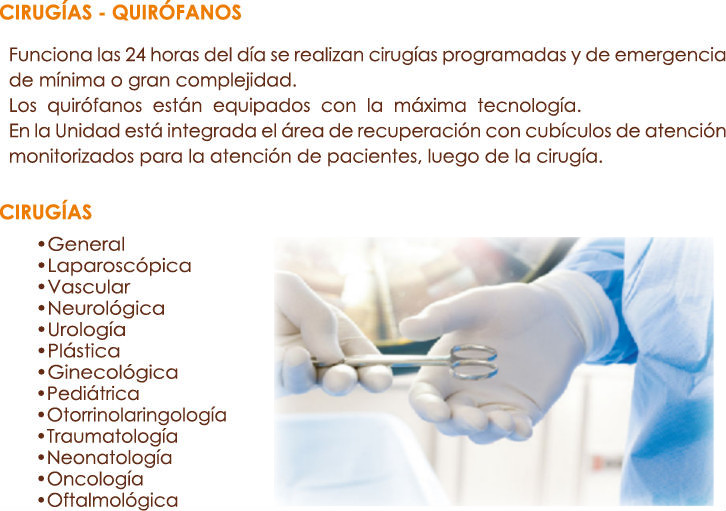 CIRUGÍAS - QUIRÓFANOS
Funciona las 24 horas del día se realizan cirugías programadas y de emergencia
de mínima o gran complejidad.
Los quirófanos están equipados con la máxima tecnología.
En la Unidad está integrada el área de recuperación con cubículos de atención
monitorizados para la atención de pacientes, luego de la cirugía.
CIRUGÍAS
•General
•Laparoscópica
•Vascular
•Neurológica
•Urología
•Plástica
•Ginecológica
•Pediátrica
•Otorrinolaringología
•Traumatología
•Neonatología
•Oncología
•Oftalmológica